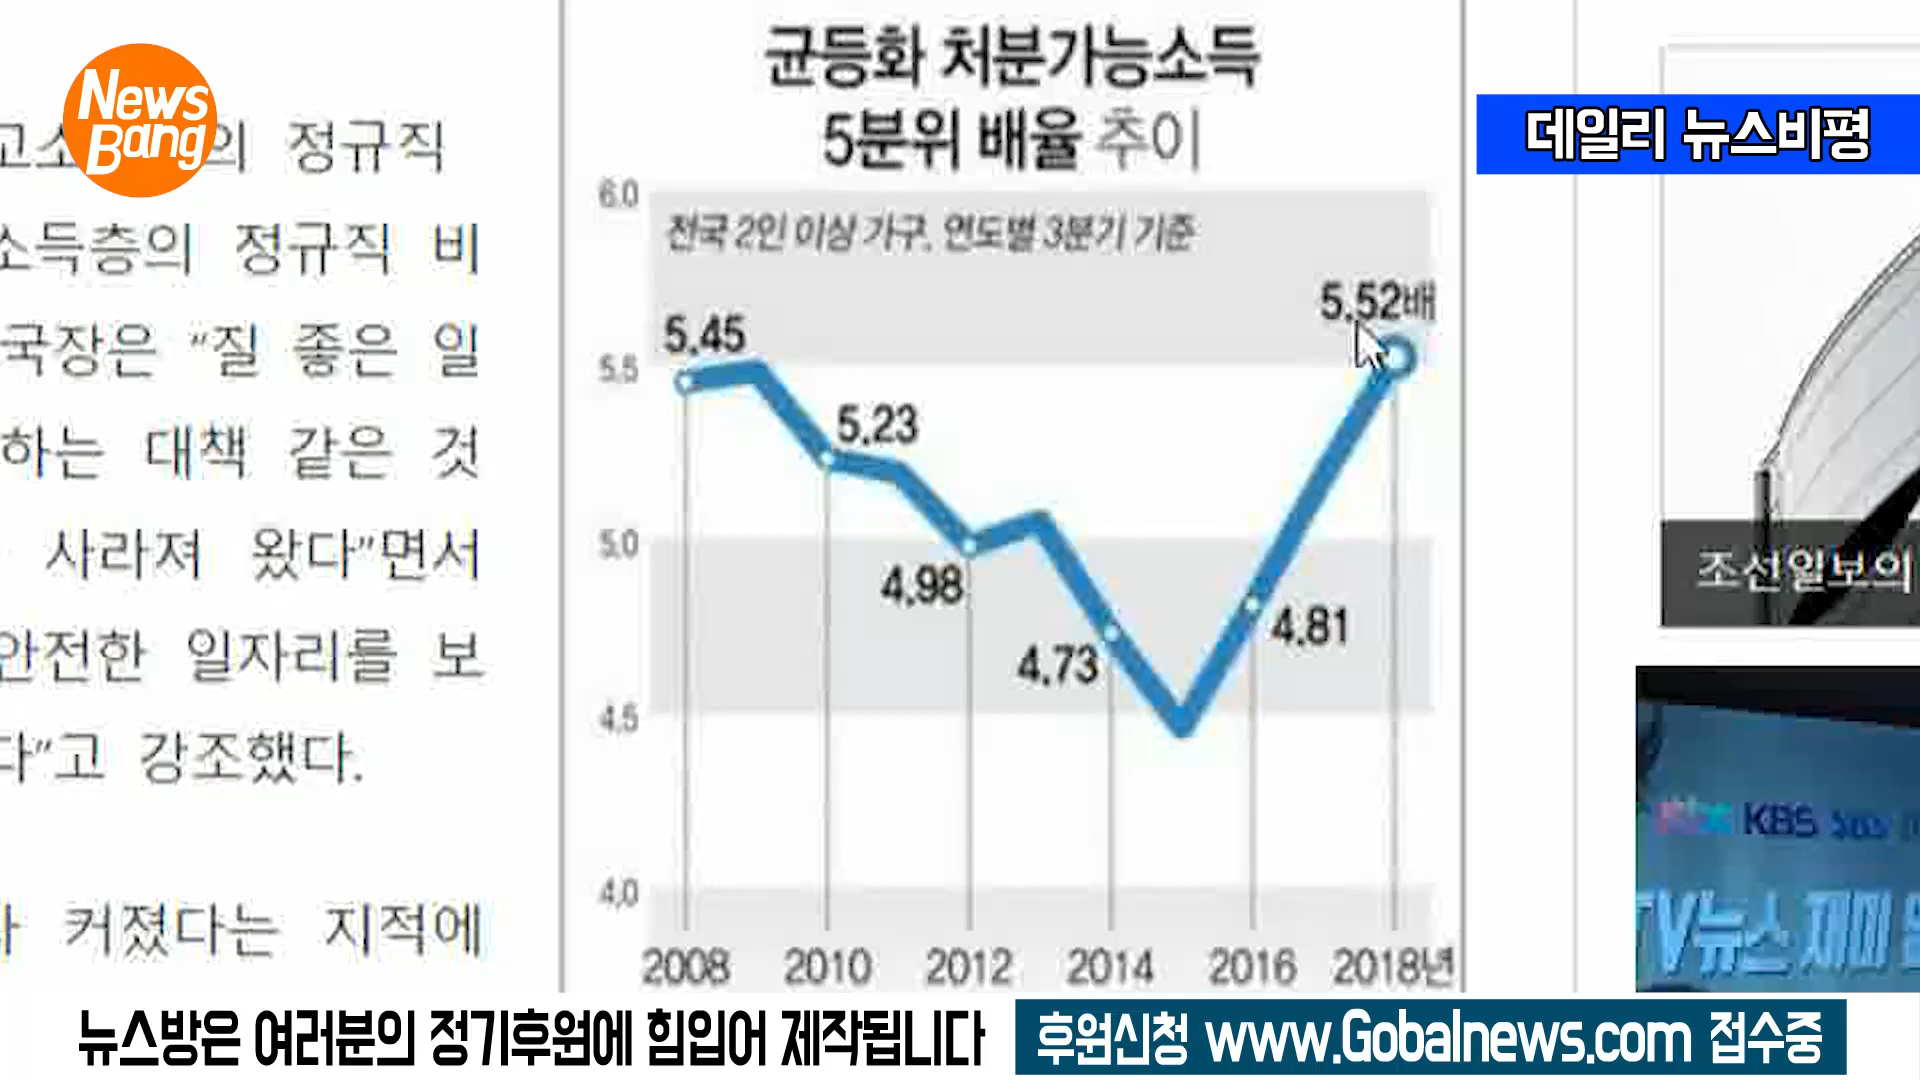 News
Bang
의 정규직
소득층의 정규직 비
국장은 “질 좋은 일
하는 대책 같은 것
사라져 왔다”면서
안전한 일자리를 보
다”고 강조했다.
커졌다는 지적에
균등화 처분가능소득
5분위 배율 추이
전국 2인 이상 가구, 연도별 3분기 기준
6.0
5.5
5.0
4.5
4.0
5.45
5.23
4.98
4.73
4.81
5.52배
2008 2010 2012 2014 2016 2018년
데일리 뉴스비평
조선일보의
KBS
TV뉴스 재미
뉴스방은 여러분의 정기후원에 힘입어 제작됩니다
후원신청 www.Gobalnews.com 접수중